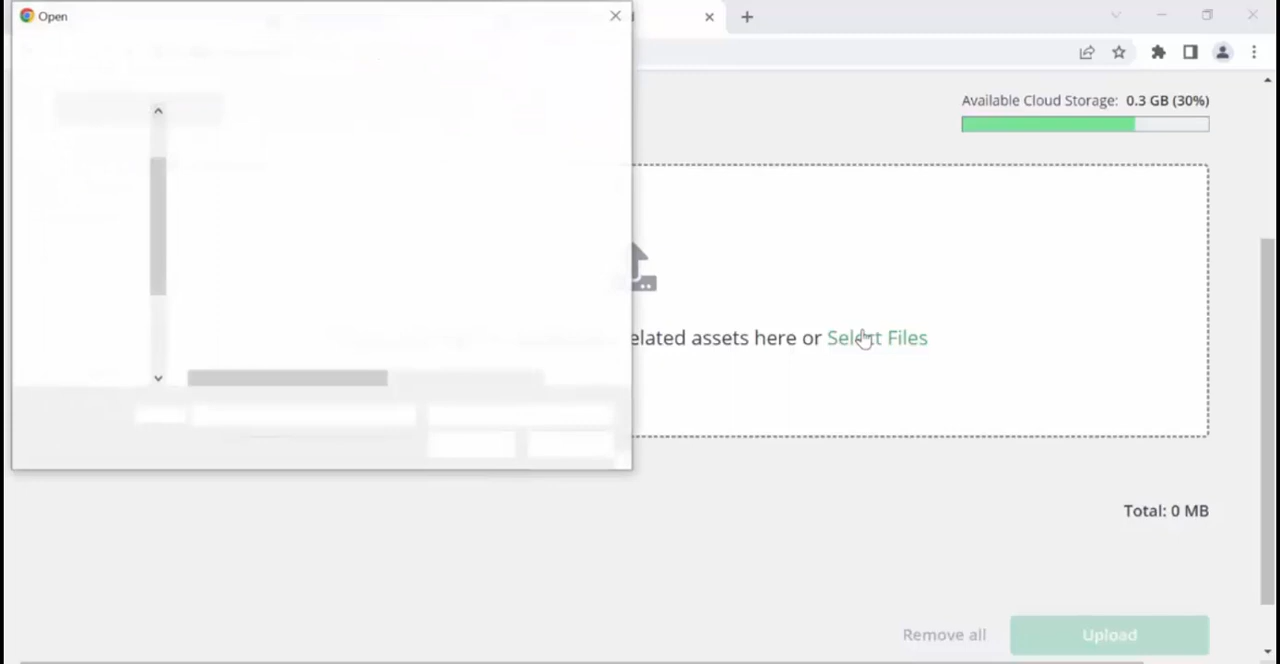 Open
Available Cloud Storage: 0.3 GB (30%)
elated assets here or Select Files
Total: 0 MB
Remove all
Upload